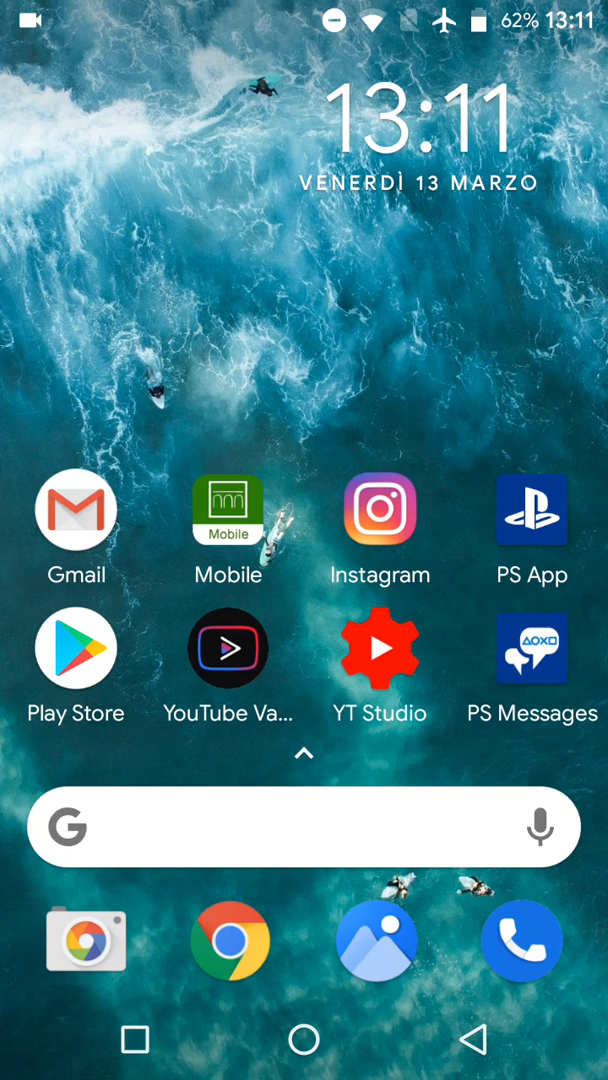 62% 13:11
13:11
VENERDÌ 13 MARZO
Mobile
Gmail Mobile Instagram PS App
Play Store YouTube Va... YT Studio PS Messages
G